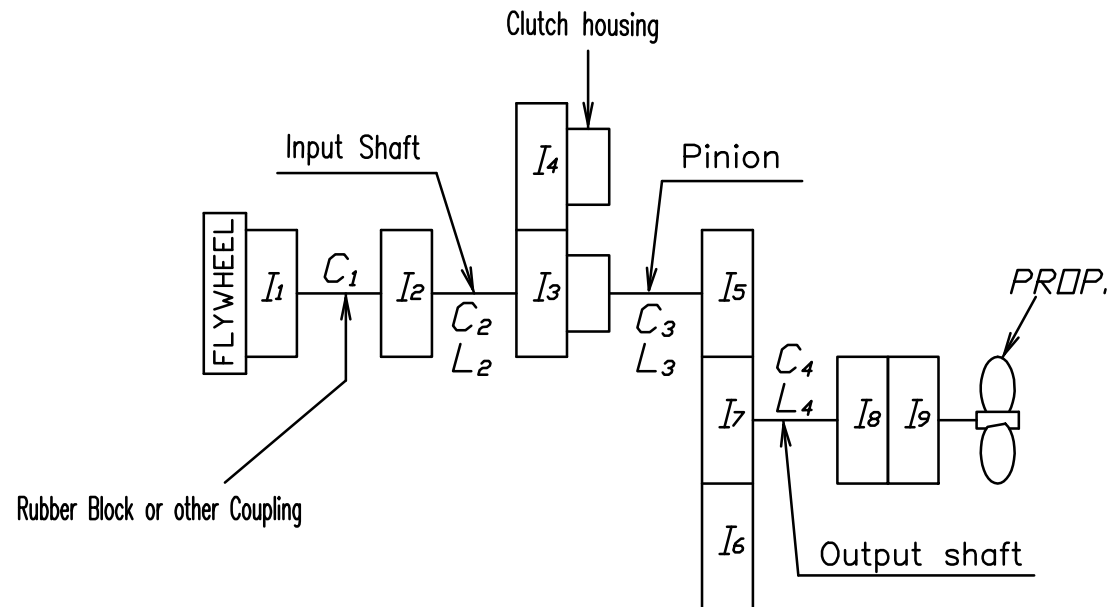 Clutch housing
Input Shaft
Pinion
I4
FLYWHEEL
I1
C1
I2
I3
I5
PROP.
C2
L2
C3
L3
C4
L4
I7
I8
I9
Rubber Block or other Coupling
I6
Output shaft